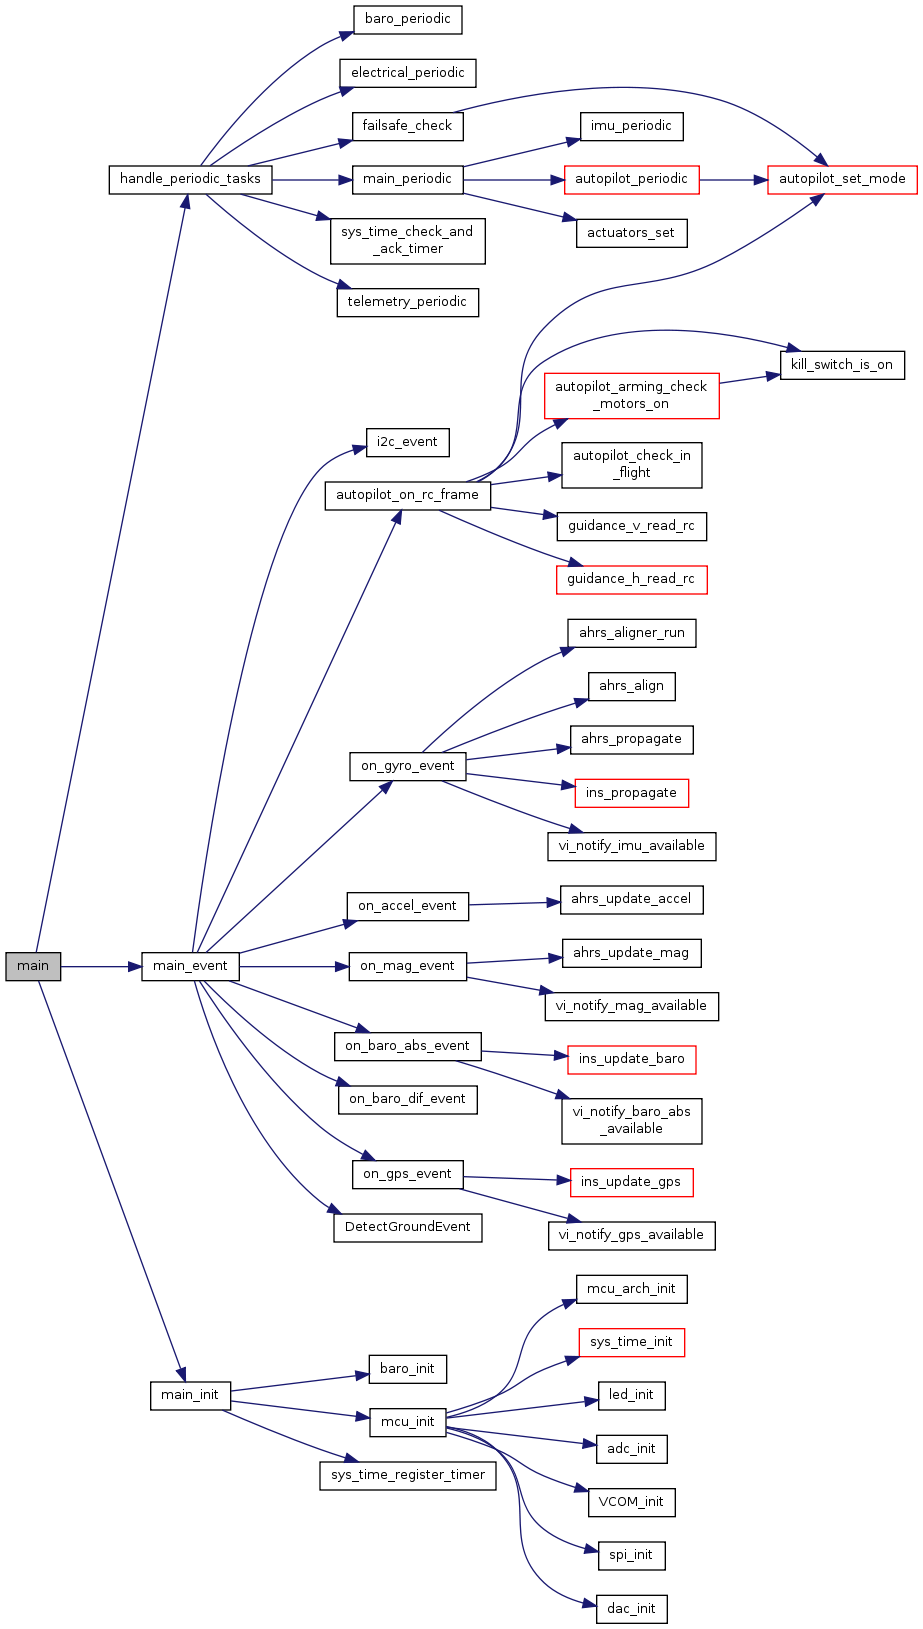 baro_periodic
electrical_periodic
failsafe_check
imu_periodic
handle_periodic_tasks
main_periodic
autopilot_periodic
autopilot_set_mode
sys_time_check_and
_ack_timer
actuators_set
telemetry_periodic
kill_switch_is_on
autopilot_arming_check
_motors_on
i2c_event
autopilot_check_in
_flight
autopilot_on_rc_frame
guidance_v_read_rc
guidance_h_read_rc
ahrs_aligner_run
ahrs_align
ahrs_propagate
on_gyro_event
ins_propagate
vi_notify_imu_available
on_accel_event
ahrs_update_accel
main
main_event
on_mag_event
ahrs_update_mag
vi_notify_mag_available
on_baro_abs_event
ins_update_baro
on_baro_dif_event
vi_notify_baro_abs
_available
on_gps_event
ins_update_gps
DetectGroundEvent
vi_notify_gps_available
mcu_arch_init
sys_time_init
baro_init
main_init
led_init
mcu_init
adc_init
sys_time_register_timer
VCOM_init
spi_init
dac_init